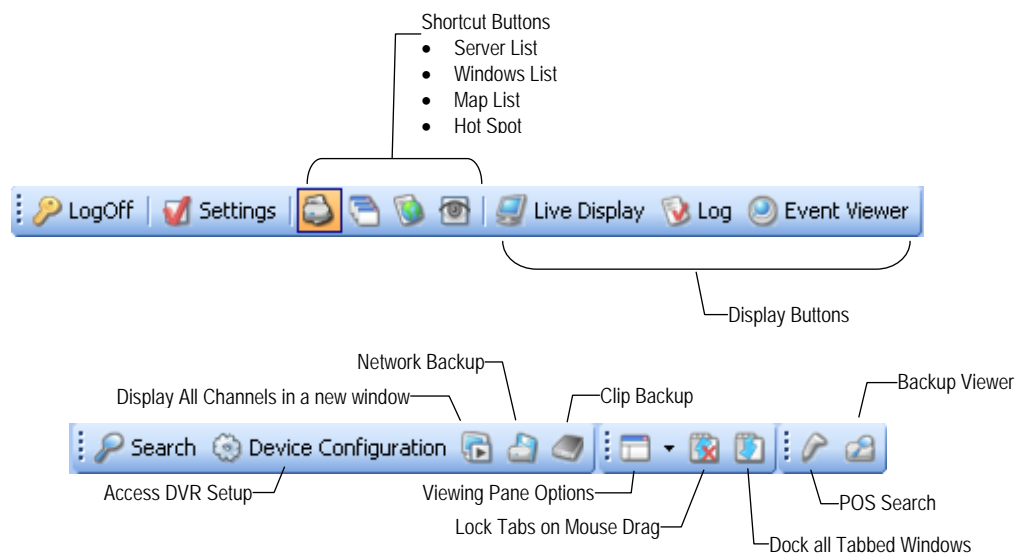 Shortcut Buttons
• Server List
• Windows List
• Map List
• Hot Spot
LogOff Settings Live Display Log Event Viewer
Display Buttons
Network Backup
Backup Viewer
Display All Channels in a new window
Clip Backup
Search Device Configuration
Access DVR Setup
Viewing Pane Options
POS Search
Lock Tabs on Mouse Drag
Dock all Tabbed Windows